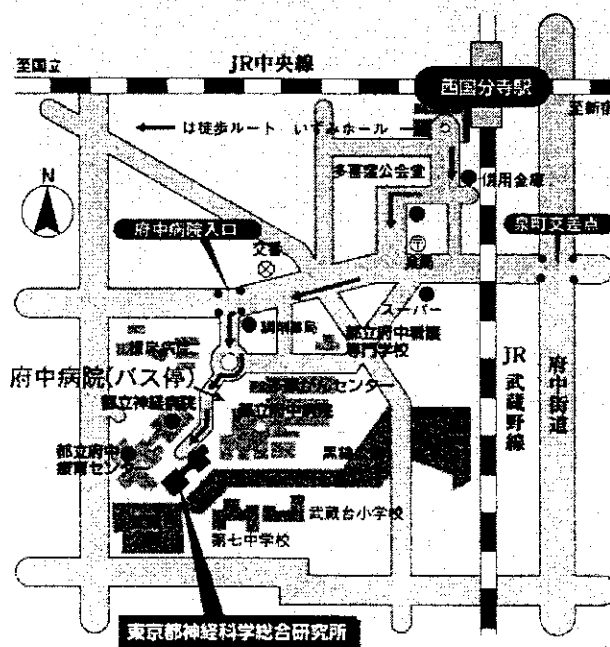 JR中央線
至国立
西国分寺駅
至新宿
は徒歩ルート
いずみホール
多喜窪公会堂
信用金庫
N
府中病院入口
交番
〒
薬局
泉町交差点
スーパー
調剤薬局
都立府中看護
専門学校
JR武蔵野線
府中街道
府中病院(バス停)
都立神経病院
都立府中病院
センター
都立府中
療育センター
武蔵台小学校
第七中学校
東京都神経科学総合研究所